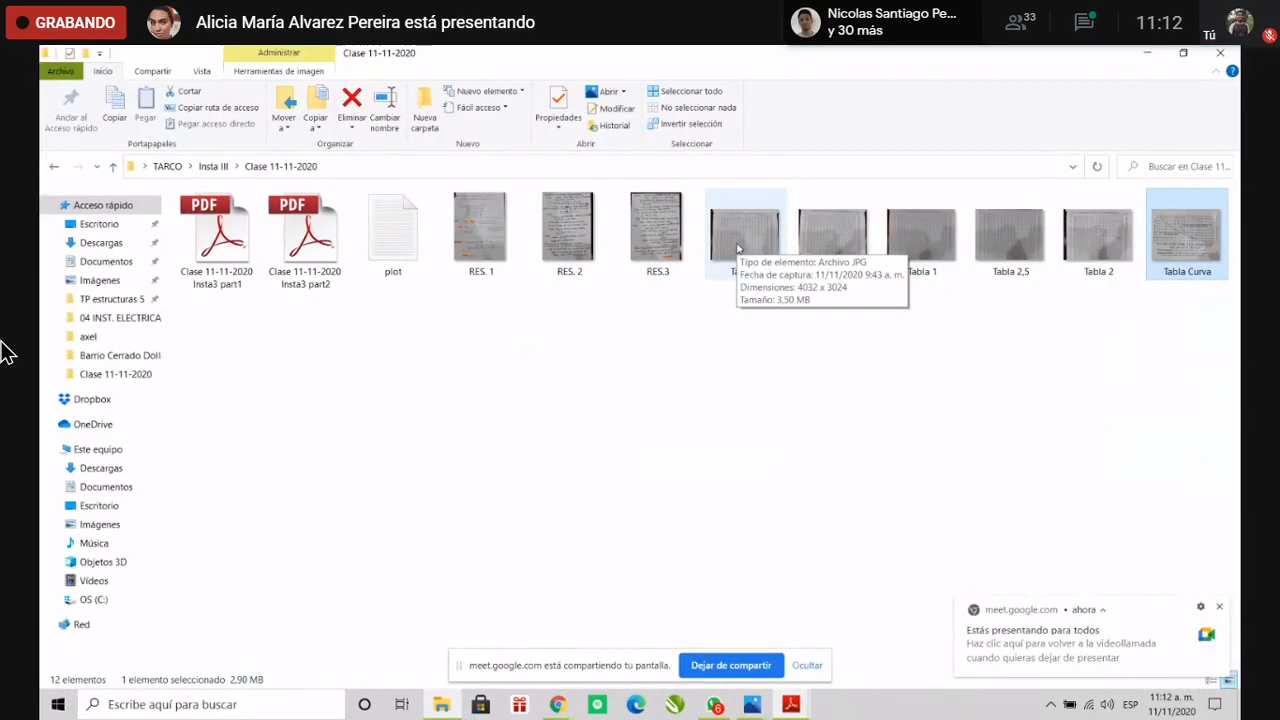 GRABANDO
Alicia María Alvarez Pereira está presentando
Nicolas Santiago Pe...
y 30 más
33
11:12
Tú
Administrar
Clase 11-11-2020
Archivo
Inicio
Compartir
Vista
Herramientas de imagen
Anclar al
Acceso rápido
Copiar
Pegar
Cortar
Copiar ruta de acceso
Pegar acceso directo
Portapapeles
Mover
a
Copiar
a
Eliminar
Cambiar
nombre
Organizar
Nueva
carpeta
Nuevo elemento
Fácil acceso
Nuevo
Propiedades
Abrir
Modificar
Historial
Abrir
Seleccionar todo
No seleccionar nada
Invertir selección
Seleccionar
TARCO > Insta III > Clase 11-11-2020
Buscar en Clase 11...
Acceso rápido
Escritorio
Descargas
Documentos
Imágenes
TP estructuras 5
04 INST. ELECTRICA
axel
Barrio Cerrado Doll
Clase 11-11-2020
Dropbox
OneDrive
Este equipo
Descargas
Documentos
Escritorio
Imágenes
Música
Objetos 3D
Vídeos
OS (C:)
Red
PDF
Clase 11-11-2020
Insta3 part1
PDF
Clase 11-11-2020
Insta3 part2
plot
RES. 1
RES. 2
RES.3
Tabla 1
Tabla 2,5
Tabla 2
Tabla Curva
Tipo de elemento: Archivo JPG
Fecha de captura: 11/11/2020 9:43 a. m.
Dimensiones: 4032 x 3024
Tamaño: 3,50 MB
meet.google.com • ahora
Estás presentando para todos
Haz clic aquí para volver a la videollamada
cuando quieras dejar de presentar
meet.google.com está compartiendo tu pantalla.
Dejar de compartir
Ocultar
12 elementos
1 elemento seleccionado 2,90 MB
Escribe aquí para buscar
6
ESP
11:12 a. m.
11/11/2020